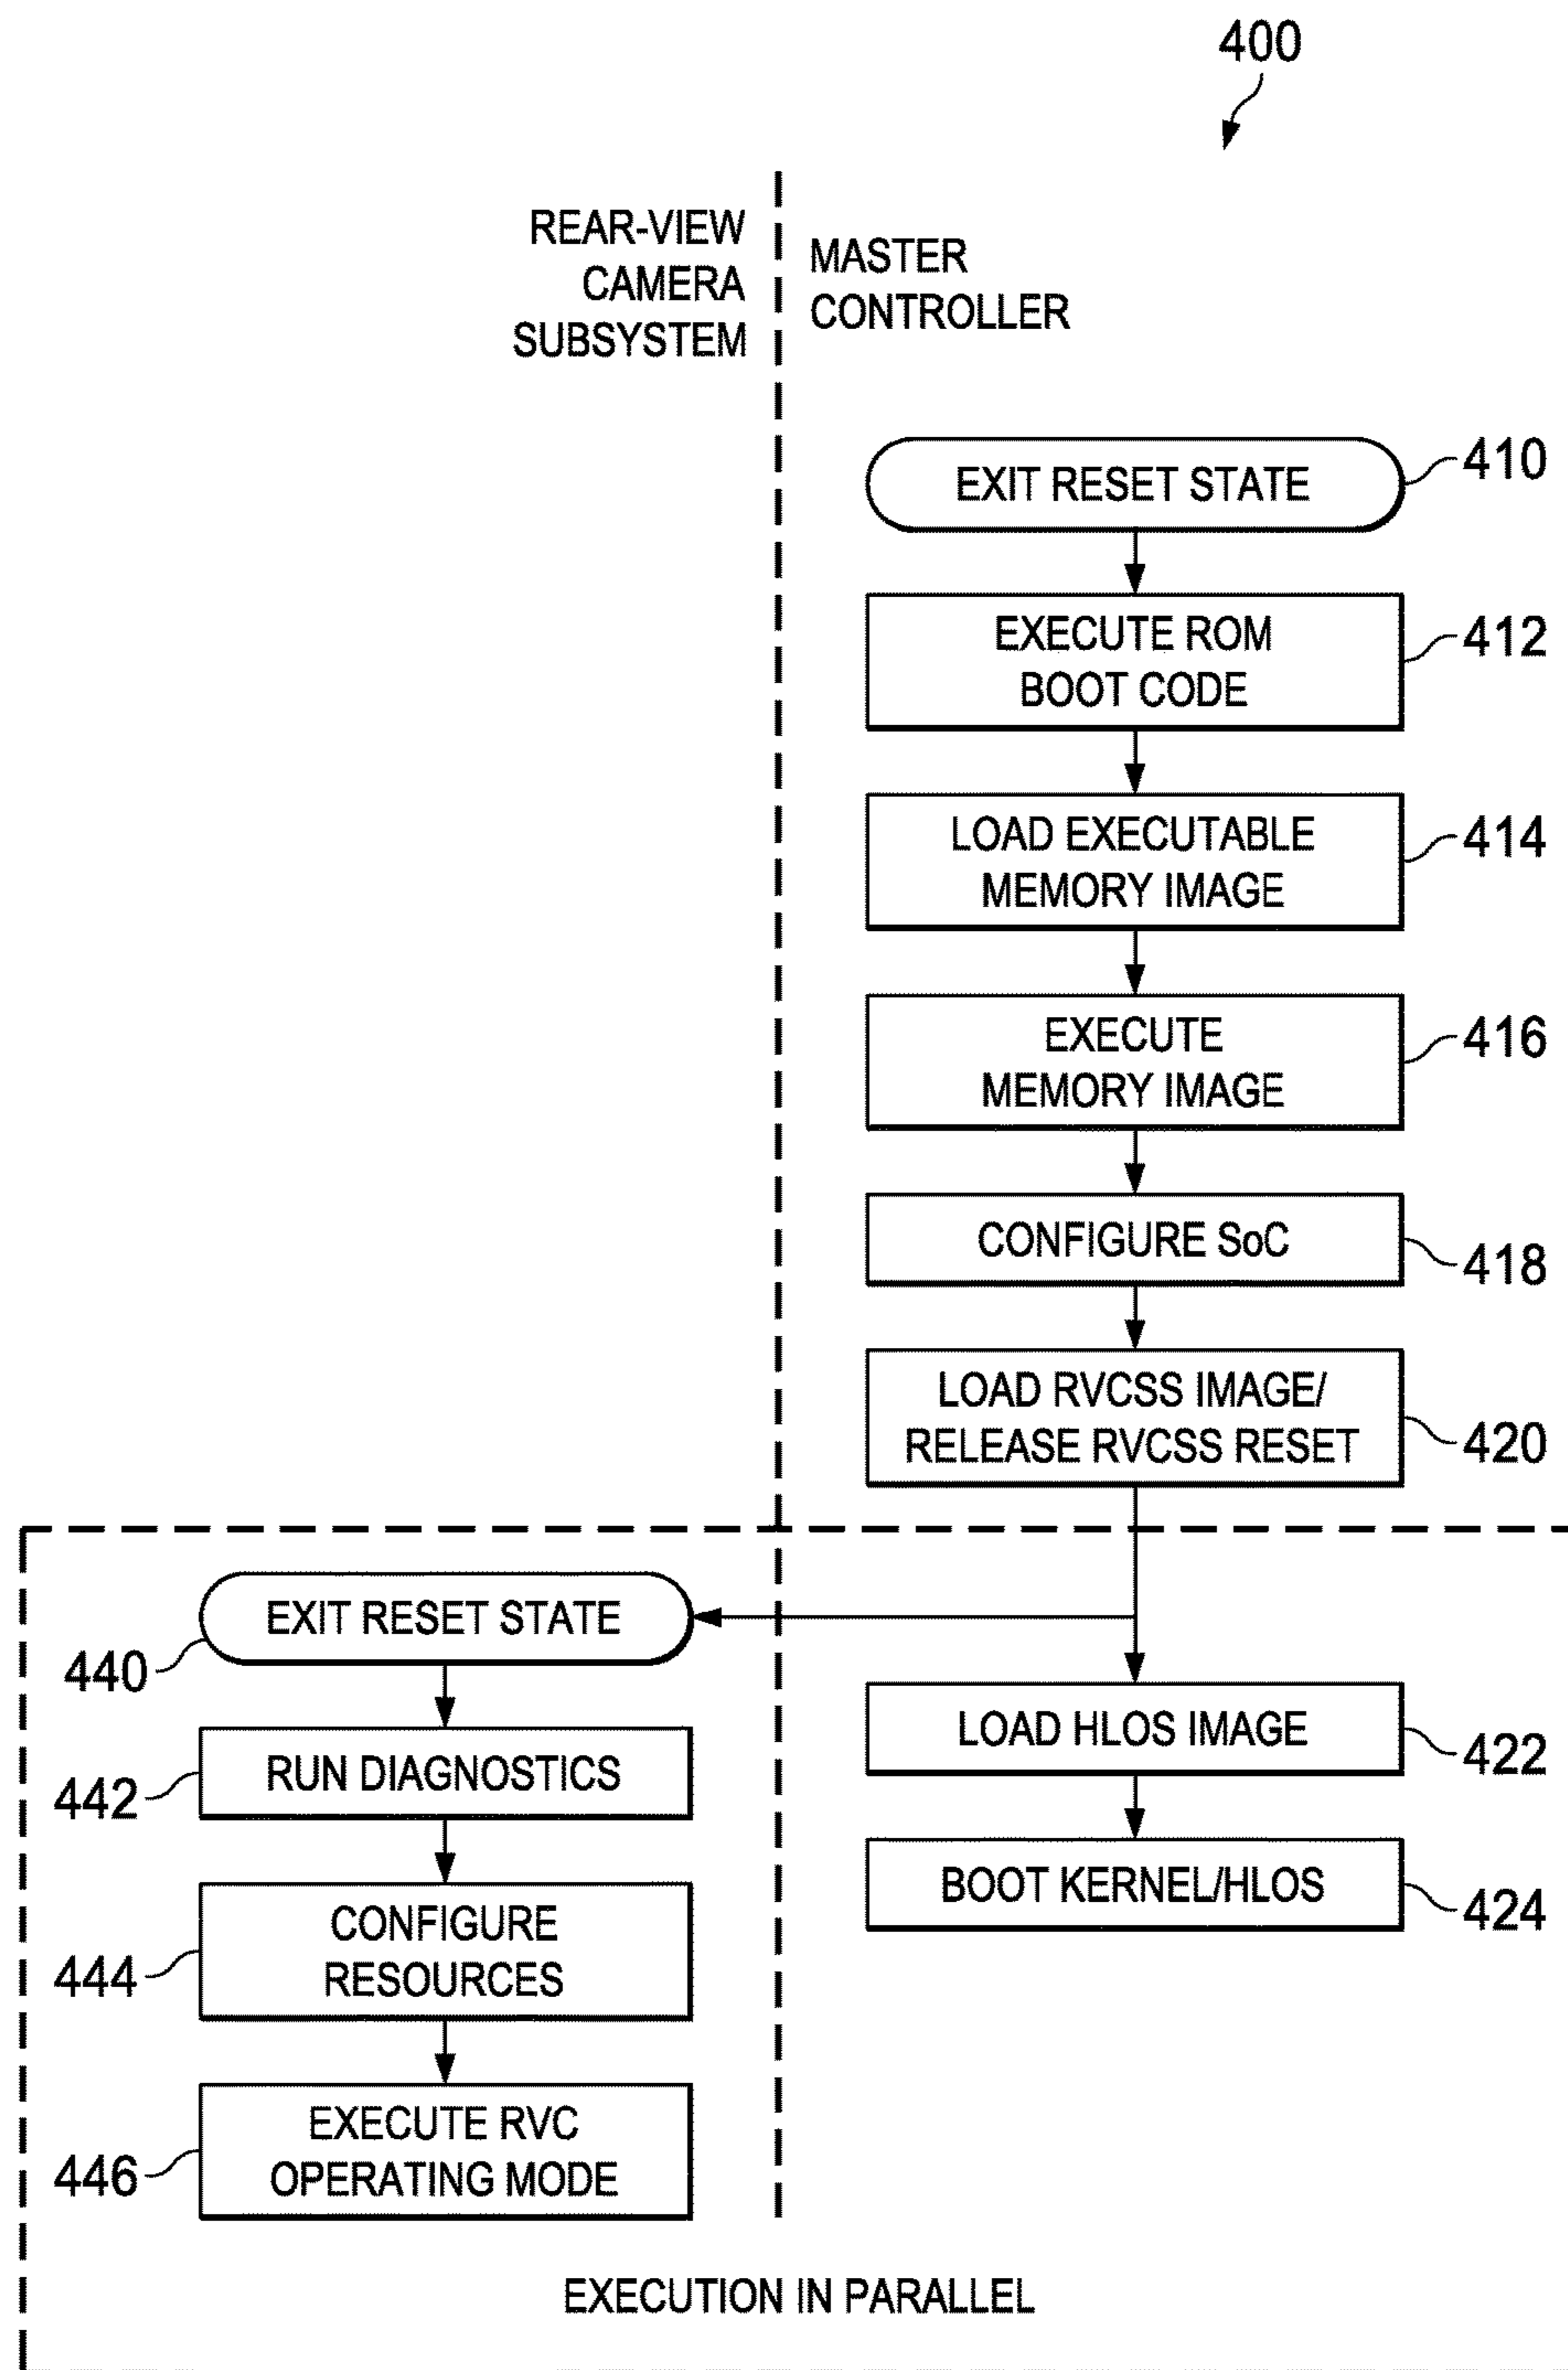 400
REAR-VIEW
CAMERA
SUBSYSTEM
MASTER
CONTROLLER
EXIT RESET STATE
410
EXECUTE ROM
BOOT CODE
412
LOAD EXECUTABLE
MEMORY IMAGE
414
EXECUTE
MEMORY IMAGE
416
CONFIGURE SoC
418
LOAD RVCSS IMAGE/
RELEASE RVCSS RESET
420
EXIT RESET STATE
440
RUN DIAGNOSTICS
442
CONFIGURE
RESOURCES
444
EXECUTE RVC
OPERATING MODE
446
LOAD HLOS IMAGE
422
BOOT KERNEL/HLOS
424
EXECUTION IN PARALLEL